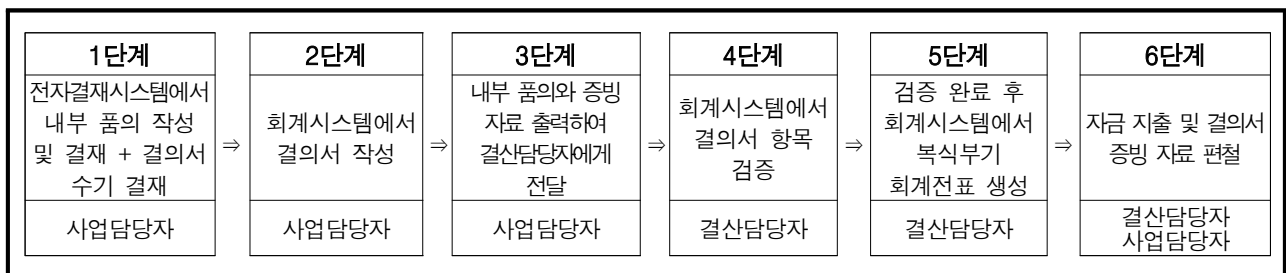 1단계
전자결재시스템에서
내부 품의 작성
및 결재 + 결의서
수기 결재
사업담당자
⇒
2단계
회계시스템에서
결의서 작성
사업담당자
⇒
3단계
내부 품의와 증빙
자료 출력하여
결산담당자에게
전달
사업담당자
⇒
4단계
회계시스템에서
결의서 항목
검증
결산담당자
⇒
5단계
검증 완료 후
회계시스템에서
복식부기
회계전표 생성
결산담당자
⇒
6단계
자금 지출 및 결의서
증빙 자료 편철
결산담당자
사업담당자